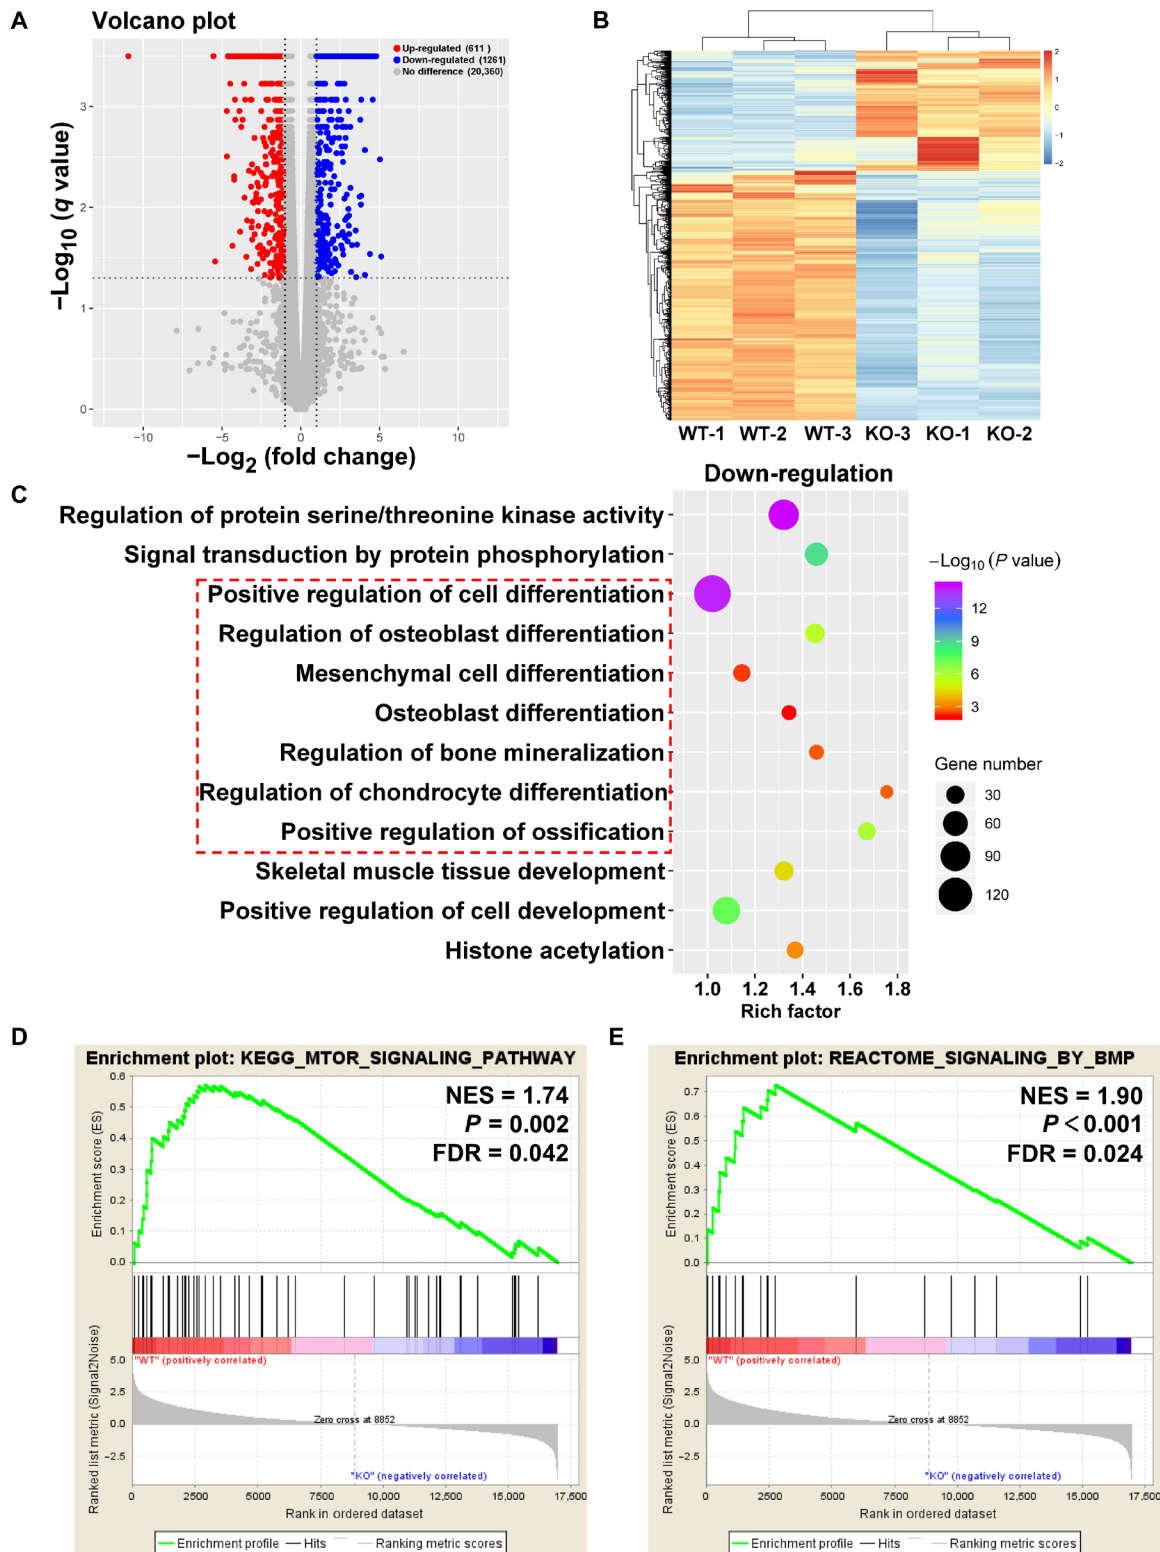 A
Volcano plot
Up-regulated (611 )
Down-regulated (1261)
No difference (20,360)
−Log10 (q value)
3
2
1
0
−10
−5
0
5
10
−Log2 (fold change)
B
2
1
0
−1
−2
WT-1 WT-2 WT-3 KO-3 KO-1 KO-2
C
Down-regulation
Regulation of protein serine/threonine kinase activity
Signal transduction by protein phosphorylation
Positive regulation of cell differentiation
Regulation of osteoblast differentiation
Mesenchymal cell differentiation
Osteoblast differentiation
Regulation of bone mineralization
Regulation of chondrocyte differentiation
Positive regulation of ossification
Skeletal muscle tissue development
Positive regulation of cell development
Histone acetylation
1.0 1.2 1.4 1.6 1.8
Rich factor
−Log10 (P value)
12
9
6
3
Gene number
30
60
90
120
D
Enrichment plot: KEGG_MTOR_SIGNALING_PATHWAY
NES = 1.74
P = 0.002
FDR = 0.042
Enrichment score (ES)
0.6
0.5
0.4
0.3
0.2
0.1
0.0
"WT" (positively correlated)
Ranked list metric (Signal2Noise)
5.0
2.5
0.0
−2.5
Zero cross at 8852
"KO" (negatively correlated)
0 2500 5000 7500 10,000 12,500 15,000 17,500
Rank in ordered dataset
Enrichment profile Hits Ranking metric scores
E
Enrichment plot: REACTOME_SIGNALING_BY_BMP
NES = 1.90
P < 0.001
FDR = 0.024
Enrichment score (ES)
0.7
0.6
0.5
0.4
0.3
0.2
0.1
0.0
"WT" (positively correlated)
Ranked list metric (Signal2Noise)
5.0
2.5
0.0
−2.5
Zero cross at 8852
"KO" (negatively correlated)
0 2500 5000 7500 10,000 12,500 15,000 17,500
Rank in ordered dataset
Enrichment profile Hits Ranking metric scores